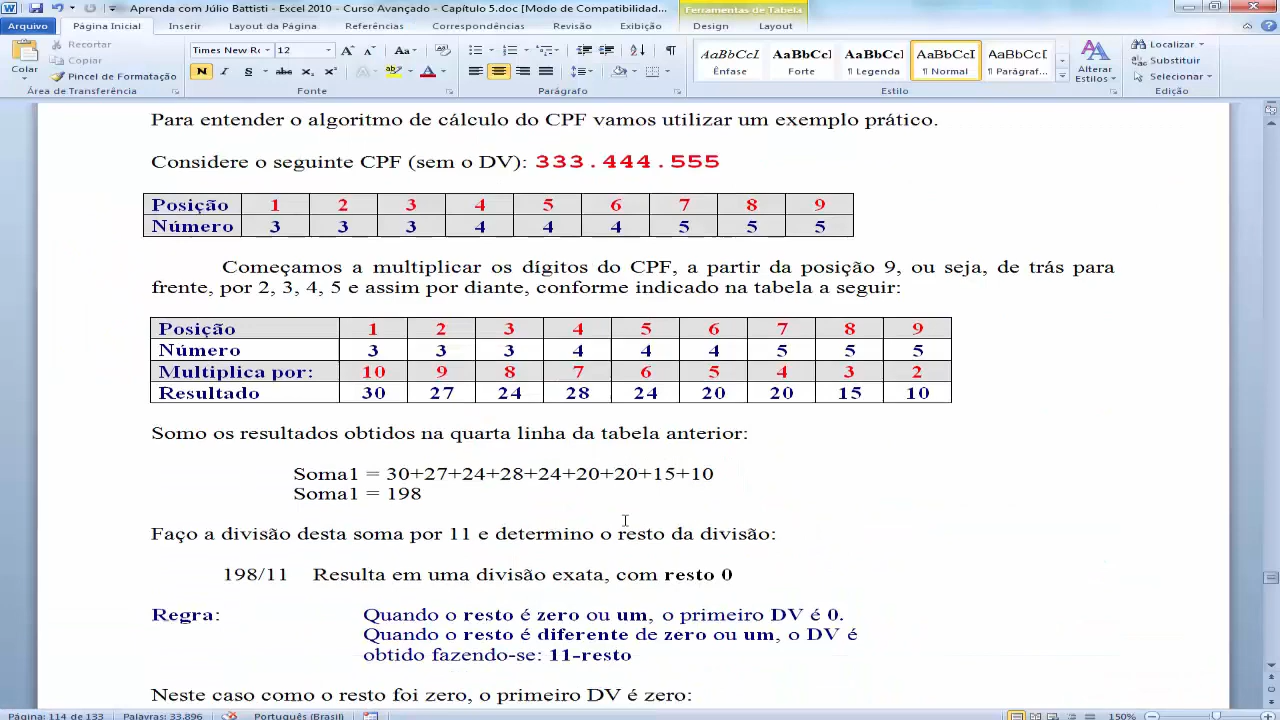 Aprenda com Júlio Battisti - Excel 2010 - Curso Avançado - Capítulo 5.doc [Modo de Compatibilidad...
Ferramentas de Tabela
Arquivo Página Inicial Inserir Layout da Página Referências Correspondências Revisão Exibição Design Layout
Colar
Recortar
Copiar
Pincel de Formatação
Área de Transferência
Times New Ro 12
N I S abc x₂ x² A ab A
Fonte
Parágrafo
AaBbCcI AaBbCcl AaBbCcl AaBbCcI AaBbCcI
Ênfase Forte ¶ Legenda ¶ Normal ¶ Parágraf...
Alterar
Estilos
Estilo
Localizar
Substituir
Selecionar
Edição
Para entender o algoritmo de cálculo do CPF vamos utilizar um exemplo prático.
Considere o seguinte CPF (sem o DV): 333.444.555
Posição 1 2 3 4 5 6 7 8 9
Número 3 3 3 4 4 4 5 5 5
Começamos a multiplicar os dígitos do CPF, a partir da posição 9, ou seja, de trás para
frente, por 2, 3, 4, 5 e assim por diante, conforme indicado na tabela a seguir:
Posição 1 2 3 4 5 6 7 8 9
Número 3 3 3 4 4 4 5 5 5
Multiplica por: 10 9 8 7 6 5 4 3 2
Resultado 30 27 24 28 24 20 20 15 10
Somo os resultados obtidos na quarta linha da tabela anterior:
Soma1 = 30+27+24+28+24+20+20+15+10
Soma1 = 198
Faço a divisão desta soma por 11 e determino o resto da divisão:
198/11 Resulta em uma divisão exata, com resto 0
Regra: Quando o resto é zero ou um, o primeiro DV é 0.
Quando o resto é diferente de zero ou um, o DV é
obtido fazendo-se: 11-resto
Neste caso como o resto foi zero, o primeiro DV é zero:
Página: 114 de 133 Palavras: 33.896 Português (Brasil) 150%